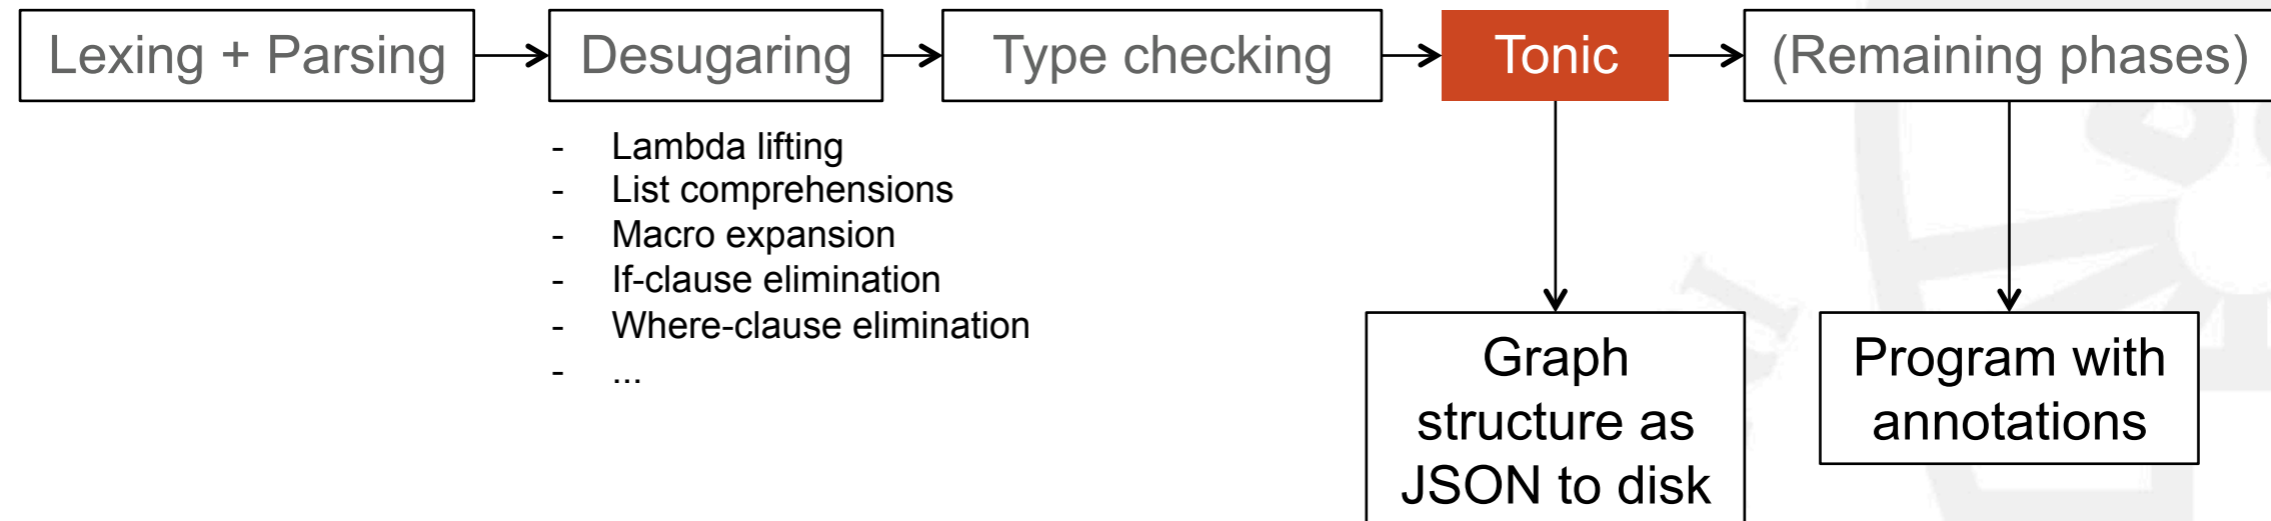 Lexing + Parsing
Desugaring
Type checking
Tonic
(Remaining phases)
- Lambda lifting
- List comprehensions
- Macro expansion
- If-clause elimination
- Where-clause elimination
- ...
Graph
structure as
JSON to disk
Program with
annotations